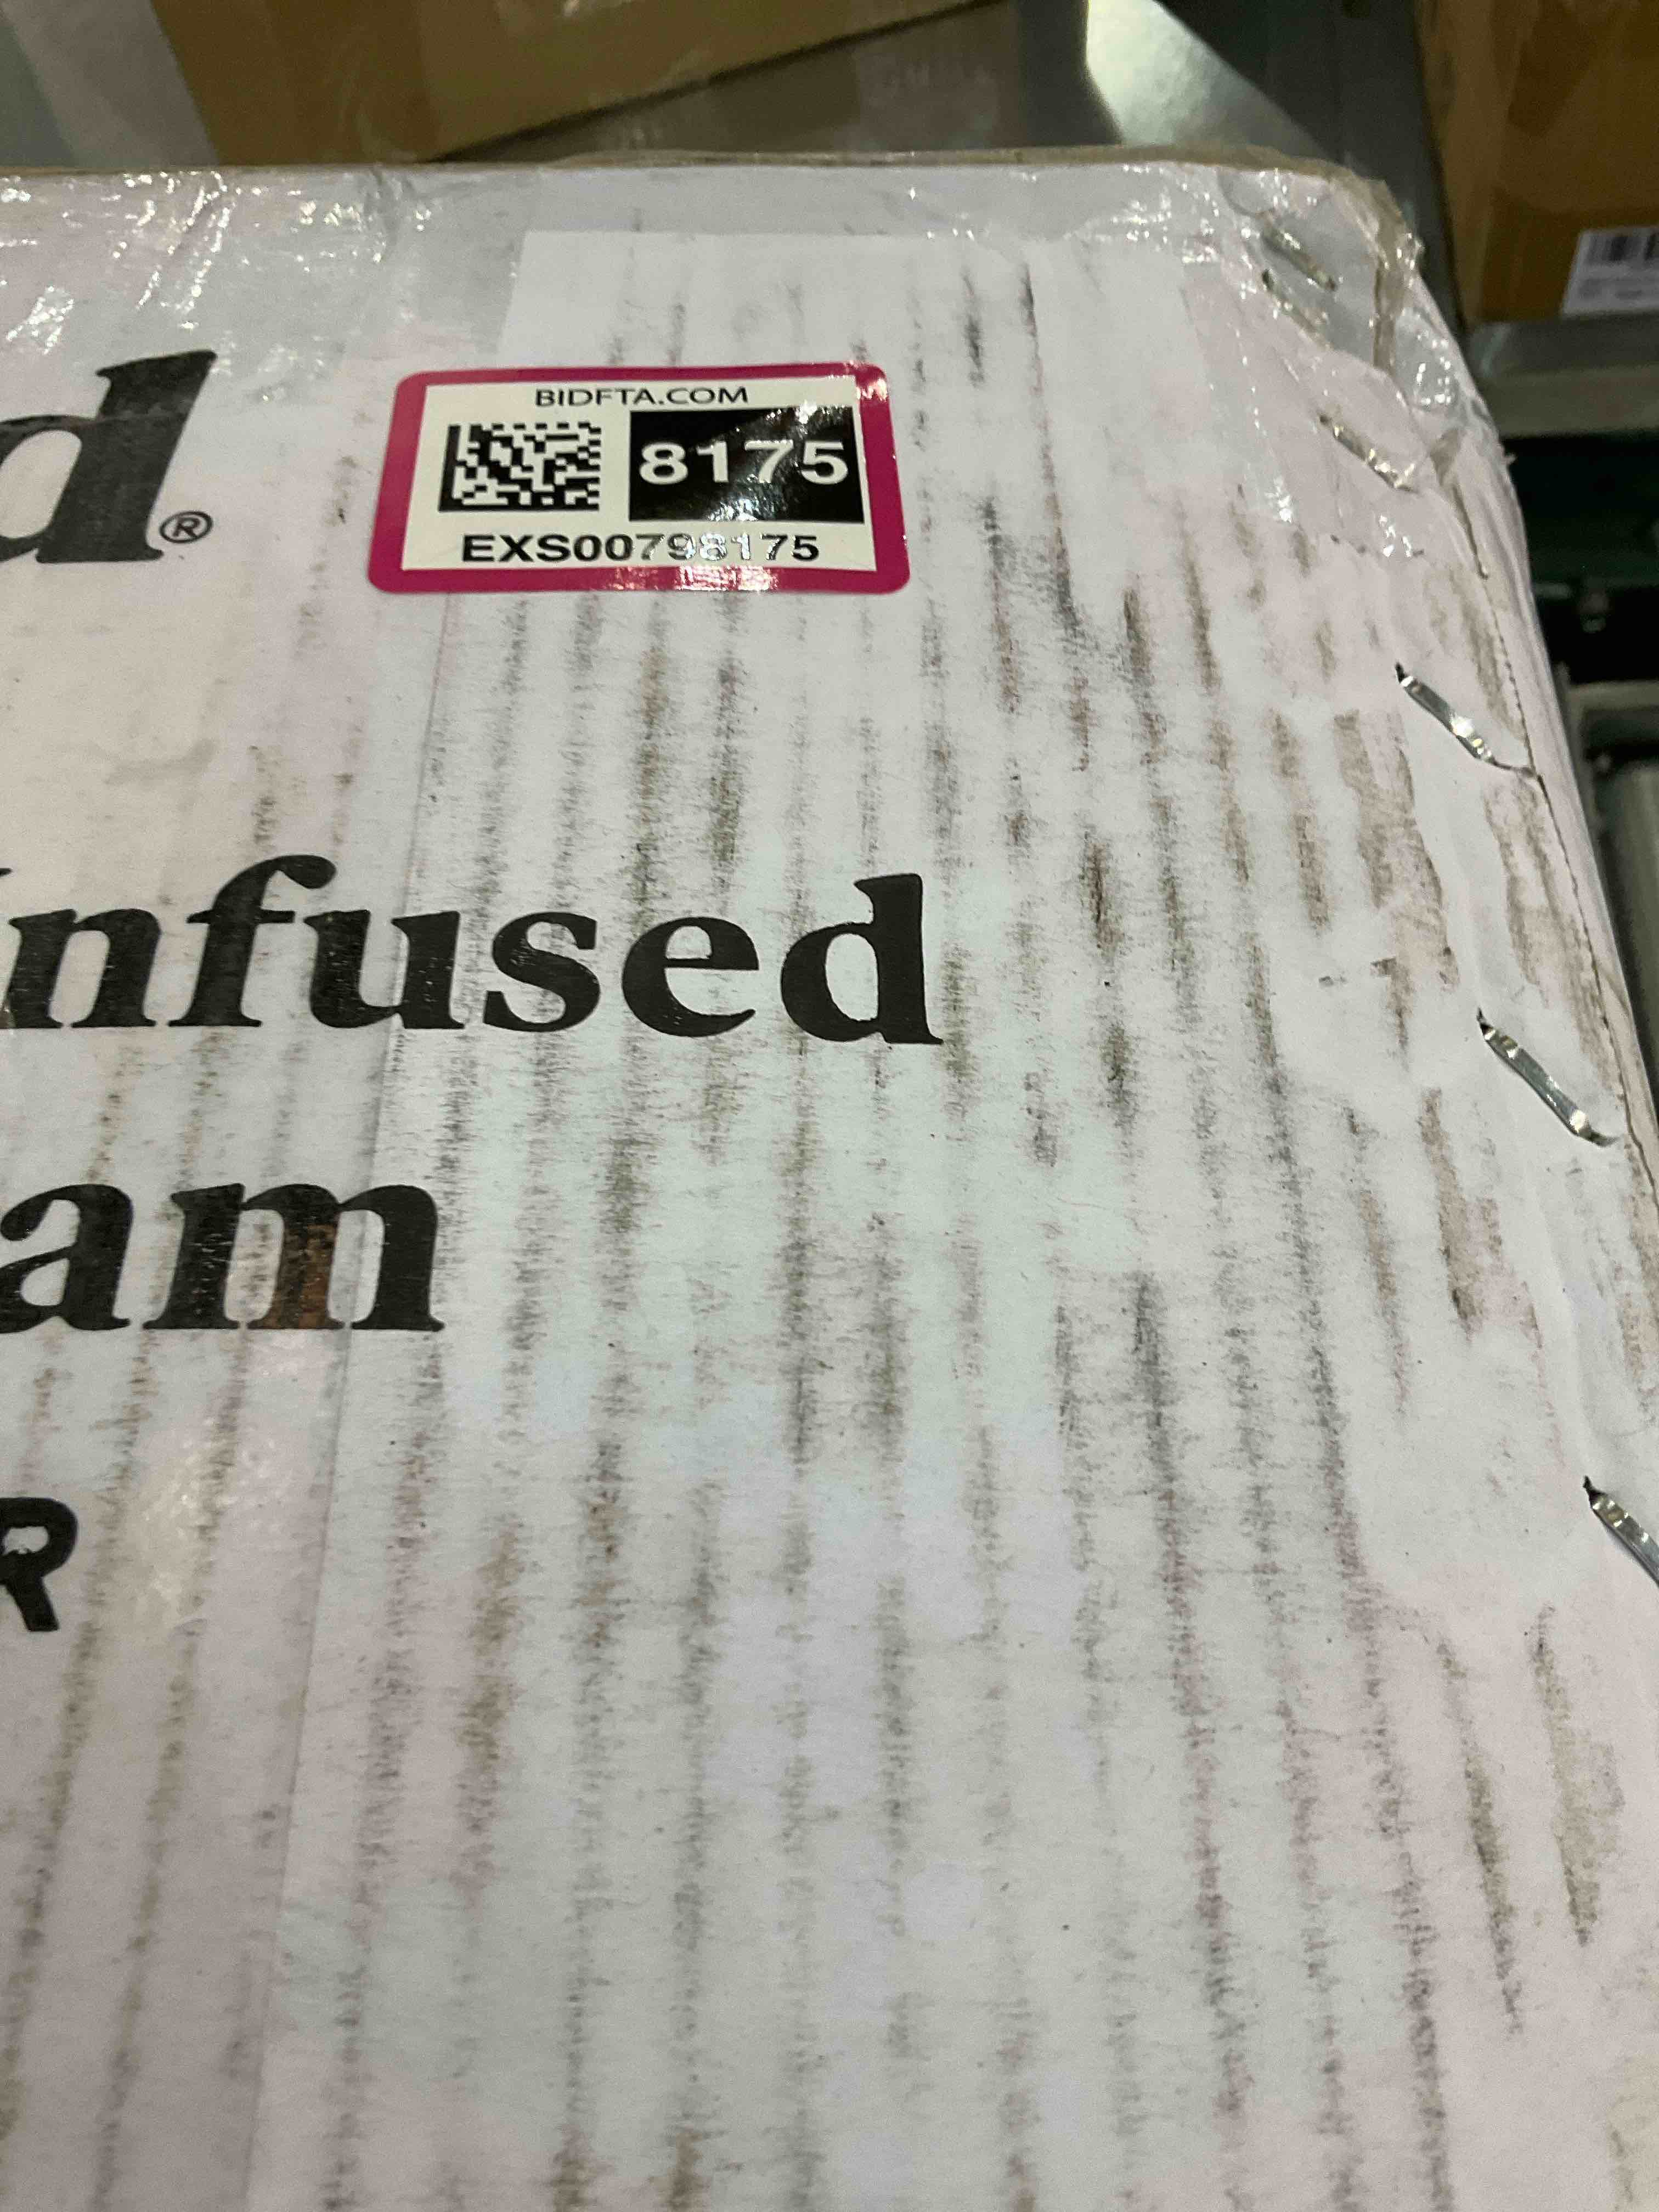 d®
BIDFTA.COM
8175
EXS00798175
nfused
am
R